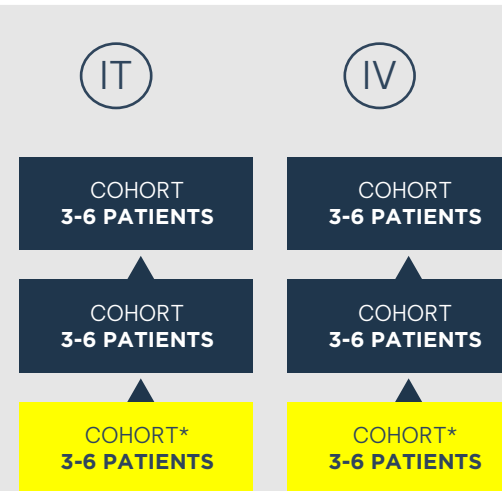 IT
IV
COHORT
3-6 PATIENTS
COHORT
3-6 PATIENTS
COHORT
3-6 PATIENTS
COHORT
3-6 PATIENTS
COHORT*
3-6 PATIENTS
COHORT*
3-6 PATIENTS